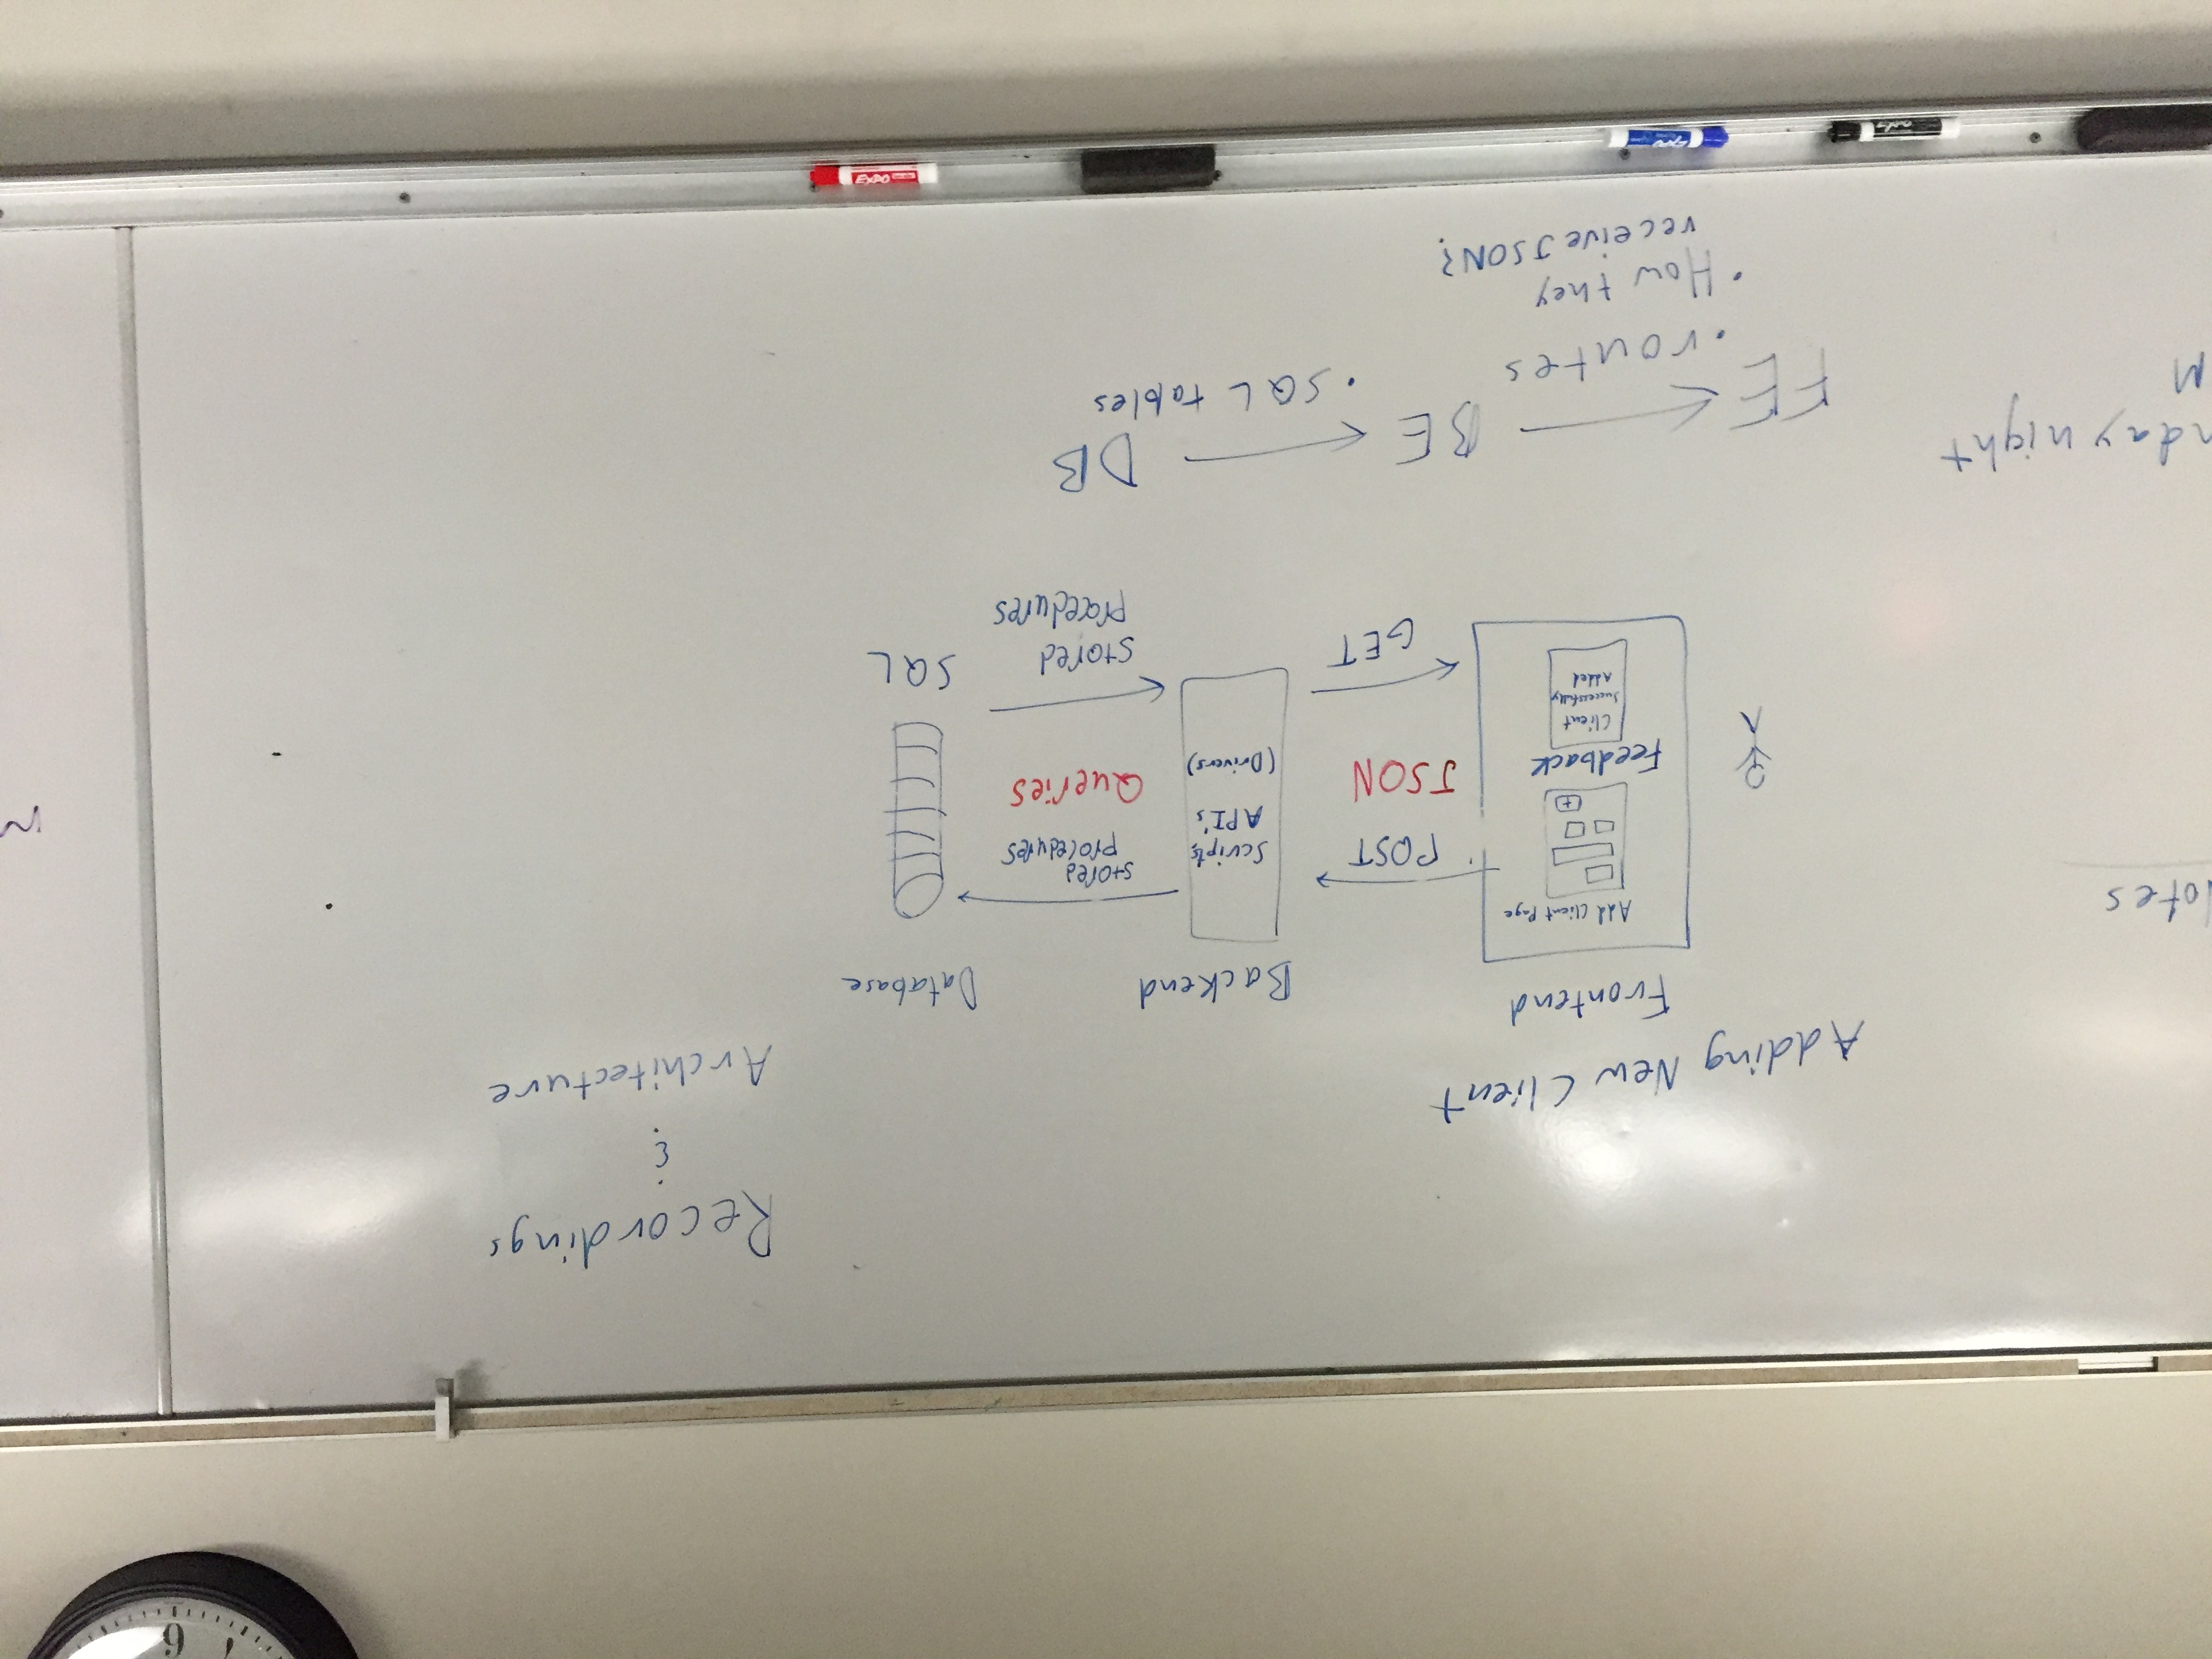 6
Recordings
&
Architecture
Adding New Client
Frontend
Backend
Database
Add Client Page
POST
JSON
Scripts,
API's
(Drivers)
stored
procedures
Queries
+
Feedback
Client
Successfully
Added
GET
stored
procedures
SQL
night
M
FE
BE
DB
• routes
• SQL tables
• How they
receive JSON?
EXPO